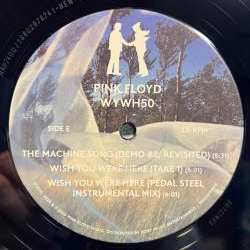 PINK FLOYD
WYWH50
SIDE E
33 RPM
THE MACHINE SONG (DEMO #2, REVISITED) (5:31)
WISH YOU WERE HERE (TAKE 1) (5:01)
WISH YOU WERE HERE (PEDAL STEEL
INSTRUMENTAL MIX) (6:01)